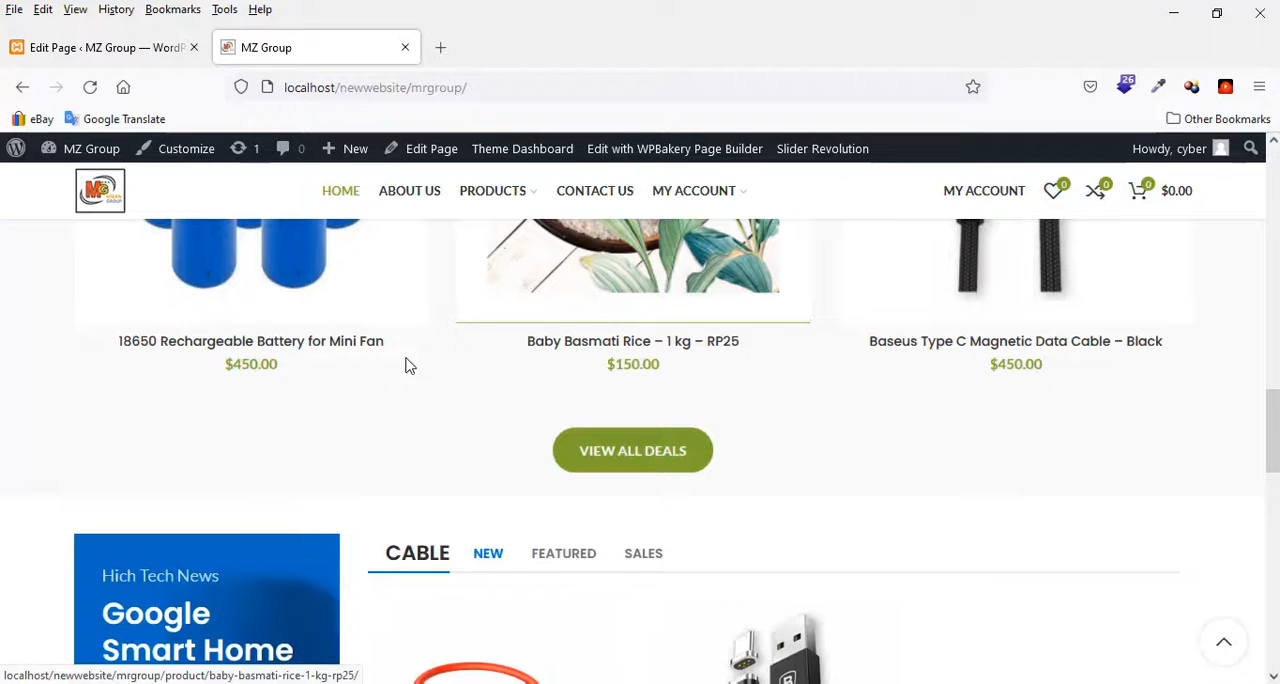 File Edit View History Bookmarks Tools Help
Edit Page ‹ MZ Group — WordP
MZ Group
localhost/newwebsite/mrgroup/
26
eBay Google Translate
Other Bookmarks
MZ Group Customize 1 0 New Edit Page Theme Dashboard Edit with WPBakery Page Builder Slider Revolution Howdy, cyber
HOME ABOUT US PRODUCTS CONTACT US MY ACCOUNT MY ACCOUNT 0 0 0 $0.00
18650 Rechargeable Battery for Mini Fan
$450.00
Baby Basmati Rice – 1 kg – RP25
$150.00
Baseus Type C Magnetic Data Cable – Black
$450.00
VIEW ALL DEALS
Hich Tech News
Google
Smart Home
CABLE NEW FEATURED SALES
localhost/newwebsite/mrgroup/product/baby-basmati-rice-1-kg-rp25/